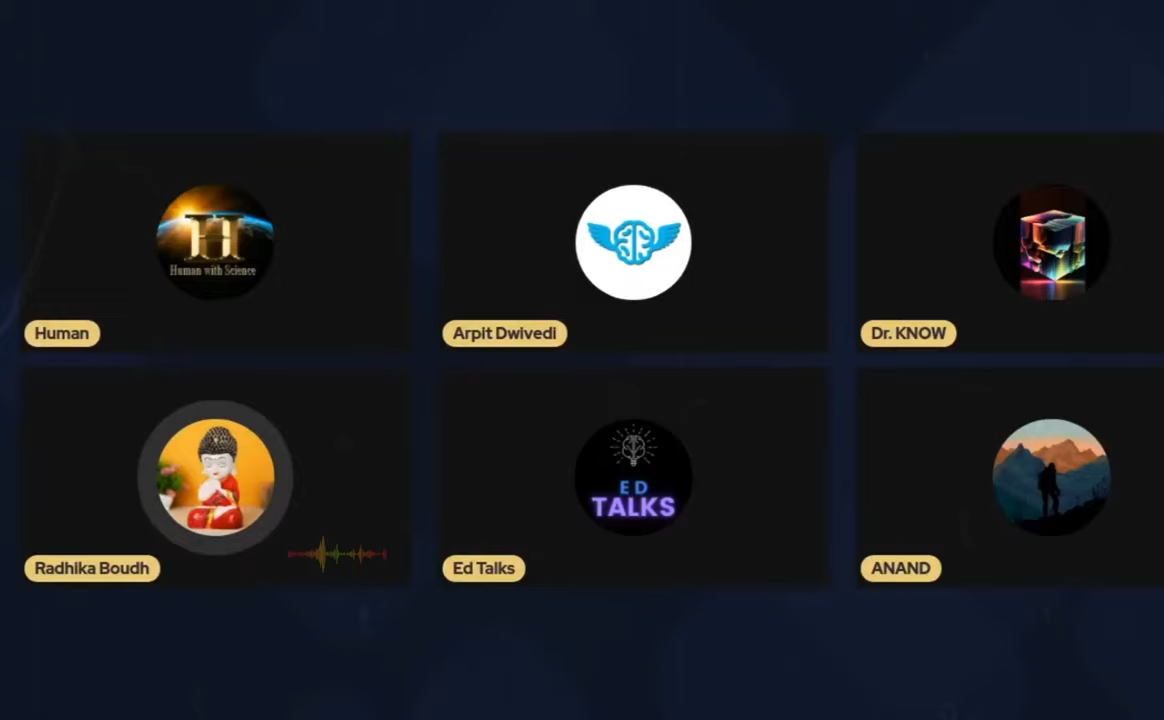 H
Human with Science
Human
Arpit Dwivedi
Dr. KNOW
Radhika Boudh
ED
TALKS
Ed Talks
ANAND